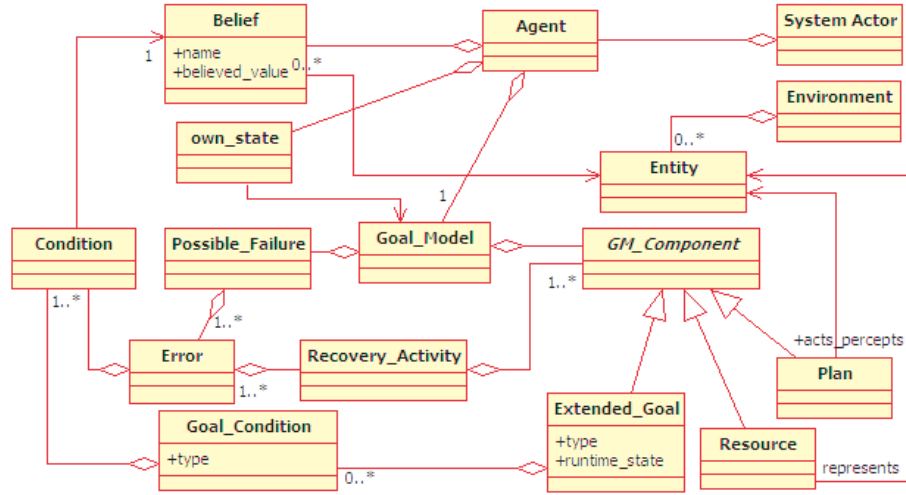 Belief
+name
+believed_value
Agent
System Actor
1
0..*
Environment
own_state
0..*
Entity
1
Condition
Possible_Failure
Goal_Model
GM_Component
1..*
1..*
1..*
+acts_percepts
Error
Recovery_Activity
Plan
1..*
Goal_Condition
+type
Extended_Goal
+type
+runtime_state
Resource
0..*
represents